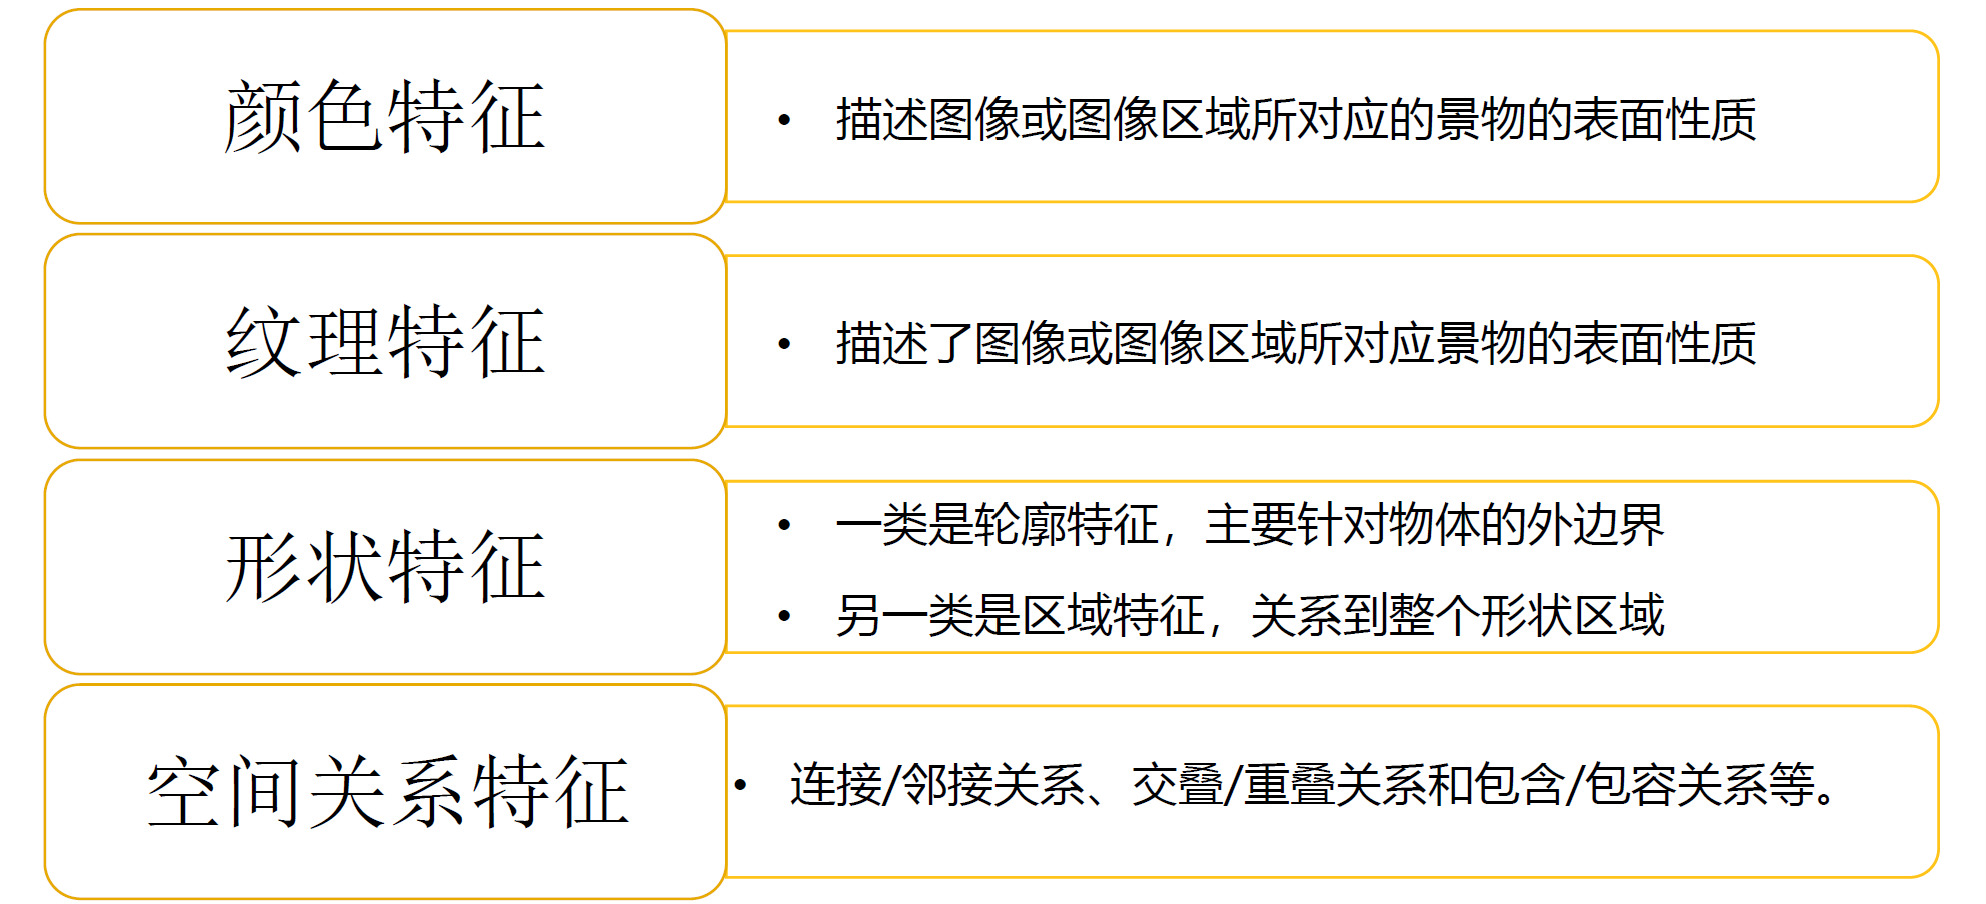 颜色特征
• 描述图像或图像区域所对应的景物的表面性质
纹理特征
• 描述了图像或图像区域所对应景物的表面性质
形状特征
• 一类是轮廓特征，主要针对物体的外边界
• 另一类是区域特征，关系到整个形状区域
空间关系特征
• 连接/邻接关系、交叠/重叠关系和包含/包容关系等。